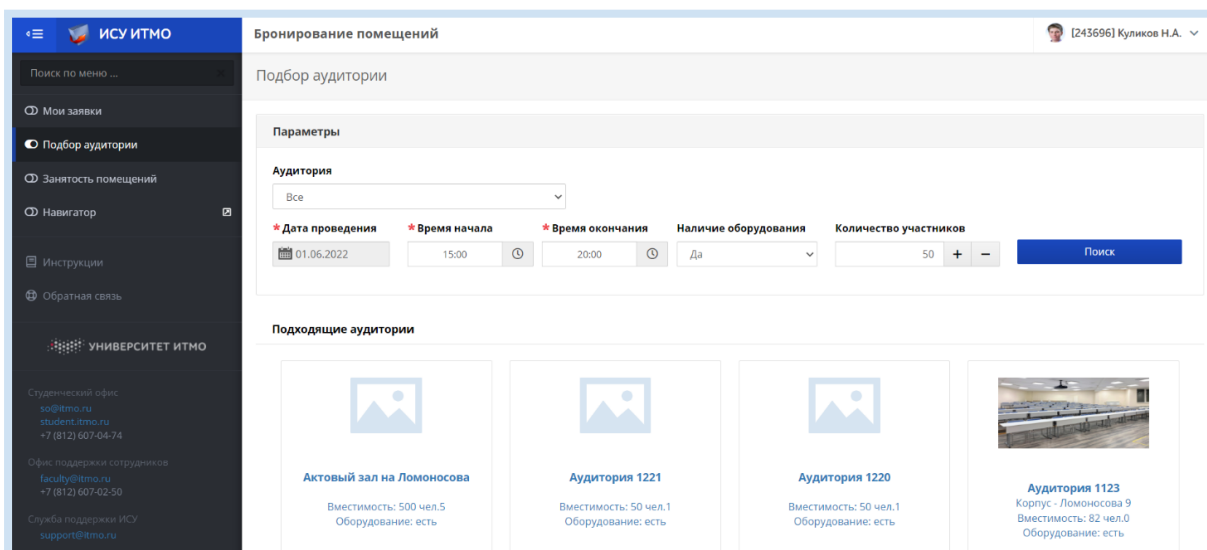 ИСУ ИТМО
Бронирование помещений
[243696] Куликов Н.А.
Поиск по меню ...
Подбор аудитории
Мои заявки
Подбор аудитории
Занятость помещений
Навигатор
Инструкции
Обратная связь
УНИВЕРСИТЕТ ИТМО
Студенческий офис
so@itmo.ru
student.itmo.ru
+7 (812) 607-04-74
Офис поддержки сотрудников
faculty@itmo.ru
+7 (812) 607-02-50
Служба поддержки ИСУ
support@itmo.ru
Параметры
Аудитория
Все
* Дата проведения * Время начала * Время окончания Наличие оборудования Количество участников
01.06.2022 15:00 20:00 Да 50 + − Поиск
Подходящие аудитории
Актовый зал на Ломоносова
Вместимость: 500 чел.5
Оборудование: есть
Аудитория 1221
Вместимость: 50 чел.1
Оборудование: есть
Аудитория 1220
Вместимость: 50 чел.1
Оборудование: есть
Аудитория 1123
Корпус - Ломоносова 9
Вместимость: 82 чел.0
Оборудование: есть